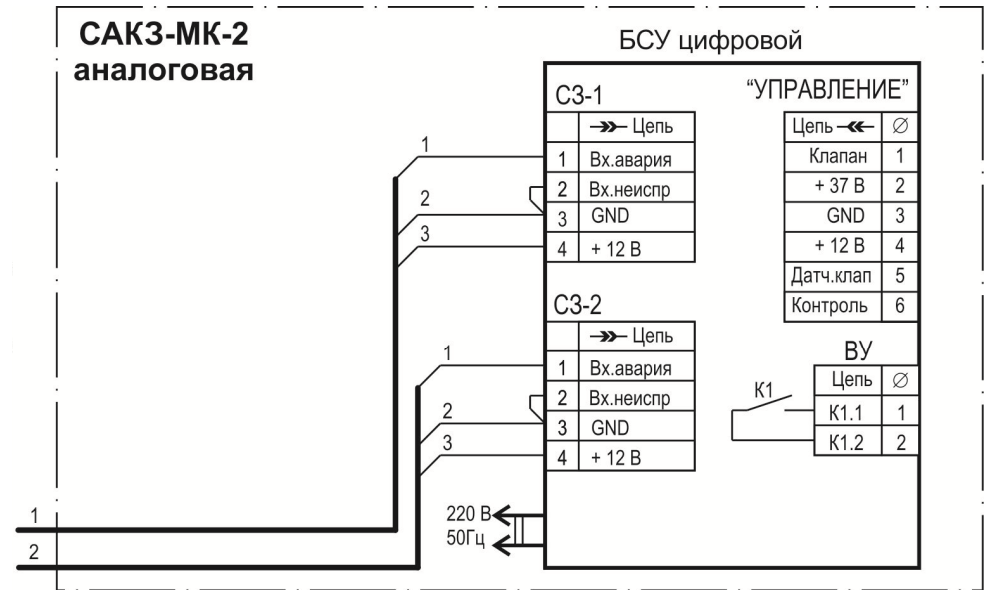 САКЗ-МК-2
аналоговая
БСУ цифровой
СЗ-1
Цепь
1 Вх.авария
2 Вх.неиспр
3 GND
4 + 12 В
1
2
3
"УПРАВЛЕНИЕ"
Цепь ∅
Клапан 1
+ 37 В 2
GND 3
+ 12 В 4
Датч.клап 5
Контроль 6
СЗ-2
Цепь
1 Вх.авария
2 Вх.неиспр
3 GND
4 + 12 В
1
2
3
ВУ
Цепь ∅
К1.1 1
К1.2 2
К1
220 В
50Гц
1
2